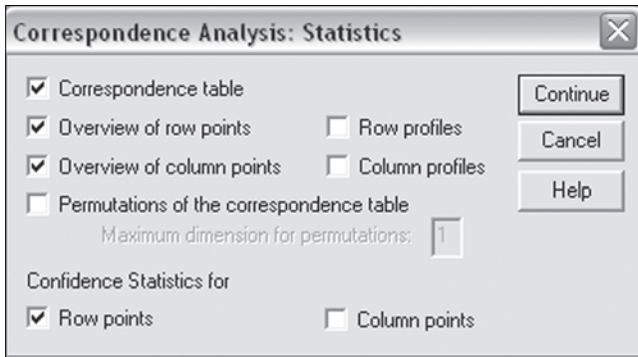 Correspondence Analysis: Statistics
Correspondence table
Continue
Overview of row points
Row profiles
Cancel
Overview of column points
Column profiles
Help
Permutations of the correspondence table
Maximum dimension for permutations: 1
Confidence Statistics for
Row points
Column points